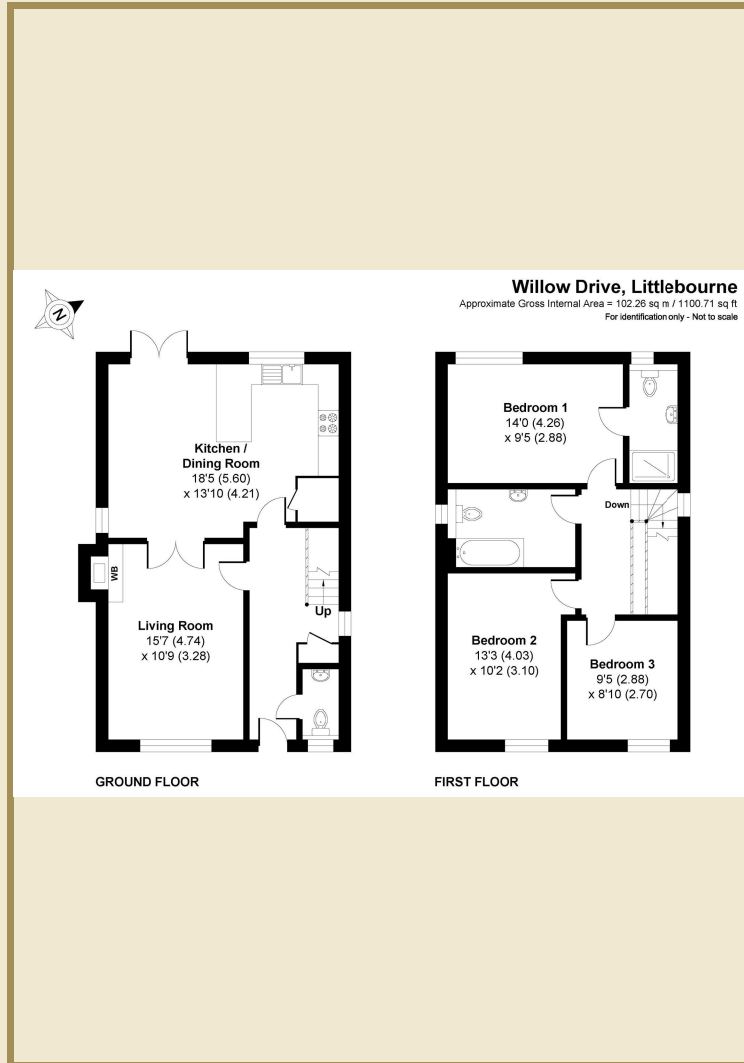 Willow Drive, Littlebourne
Approximate Gross Internal Area = 102.26 sq m / 1100.71 sq ft
For identification only - Not to scale
N
Kitchen /
Dining Room
18'5 (5.60)
x 13'10 (4.21)
WB
Living Room
15'7 (4.74)
x 10'9 (3.28)
Up
GROUND FLOOR
Bedroom 1
14'0 (4.26)
x 9'5 (2.88)
Down
Bedroom 2
13'3 (4.03)
x 10'2 (3.10)
Bedroom 3
9'5 (2.88)
x 8'10 (2.70)
FIRST FLOOR